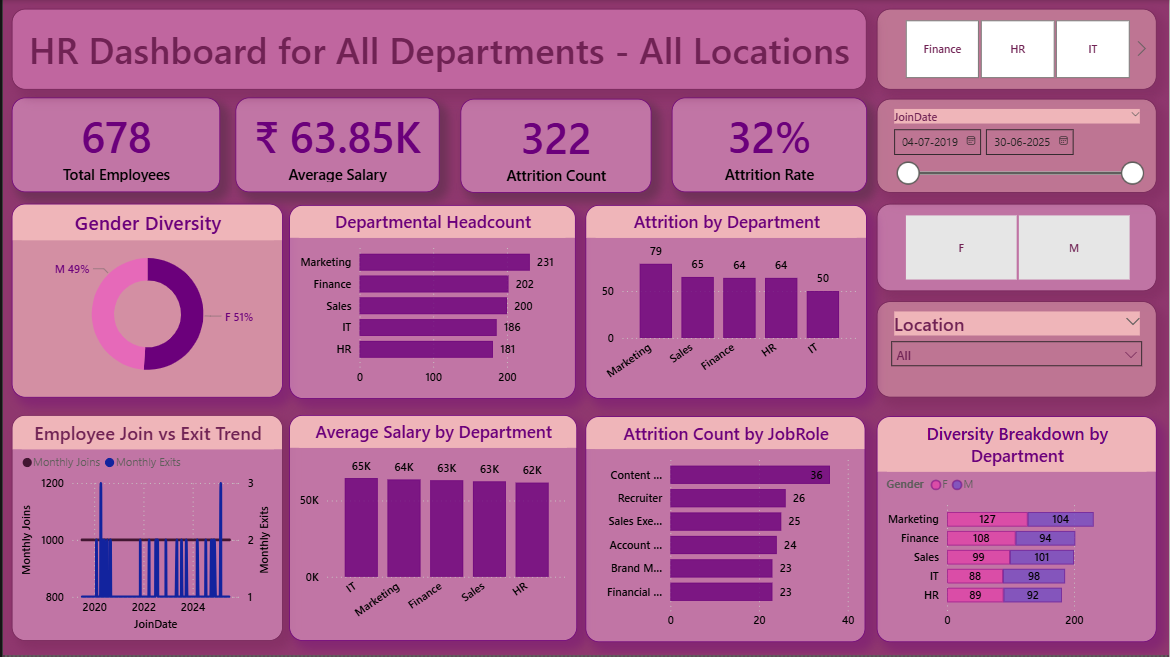 HR Dashboard for All Departments - All Locations
Finance
HR
IT
678
Total Employees
₹ 63.85K
Average Salary
322
Attrition Count
32%
Attrition Rate
JoinDate
04-07-2019
30-06-2025
Gender Diversity
M 49%
F 51%
Departmental Headcount
Marketing 231
Finance 202
Sales 200
IT 186
HR 181
0 100 200
Attrition by Department
79 65 64 64 50
50
0
Marketing Sales Finance HR IT
F
M
Location
All
Employee Join vs Exit Trend
Monthly Joins Monthly Exits
Monthly Joins
1200
1000
800
3
2
1
Monthly Exits
2020 2022 2024
JoinDate
Average Salary by Department
65K 64K 63K 63K 62K
50K
0K
IT Marketing Finance Sales HR
Attrition Count by JobRole
Content ... 36
Recruiter 26
Sales Exe... 25
Account ... 24
Brand M... 23
Financial ... 23
0 20 40
Diversity Breakdown by
Department
Gender F M
Marketing 127 104
Finance 108 94
Sales 99 101
IT 88 98
HR 89 92
0 200